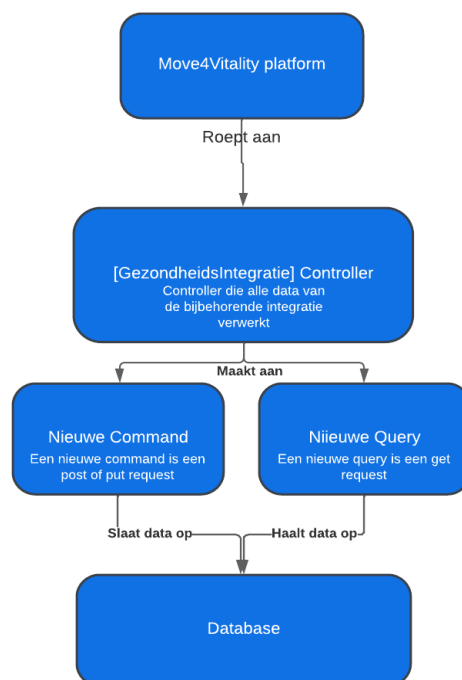 Move4Vitality platform
Roept aan
[GezondheidsIntegratie] Controller
Controller die alle data van
de bijbehorende integratie
verwerkt
Maakt aan
Nieuwe Command
Een nieuwe command is een
post of put request
Niieuwe Query
Een nieuwe query is een get
request
Slaat data op
Haalt data op
Database